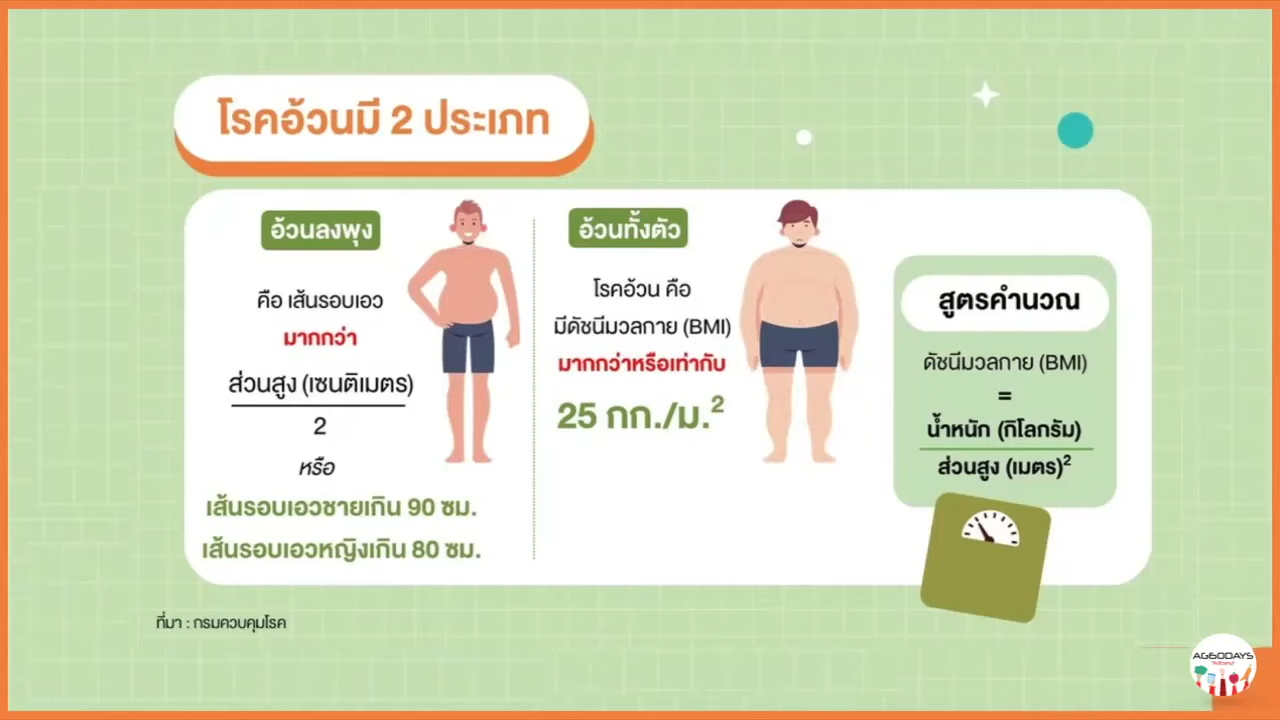 โรคอ้วนมี 2 ประเภท
อ้วนลงพุง
คือ เส้นรอบเอว
มากกว่า
ส่วนสูง (เซนติเมตร)
2
หรือ
เส้นรอบเอวชายเกิน 90 ซม.
เส้นรอบเอวหญิงเกิน 80 ซม.
อ้วนทั้งตัว
โรคอ้วน คือ
มีดัชนีมวลกาย (BMI)
มากกว่าหรือเท่ากับ
25 กก./ม.²
สูตรคำนวณ
ดัชนีมวลกาย (BMI)
=
น้ำหนัก (กิโลกรัม)
ส่วนสูง (เมตร)²
ที่มา : กรมควบคุมโรค
AG60DAYS